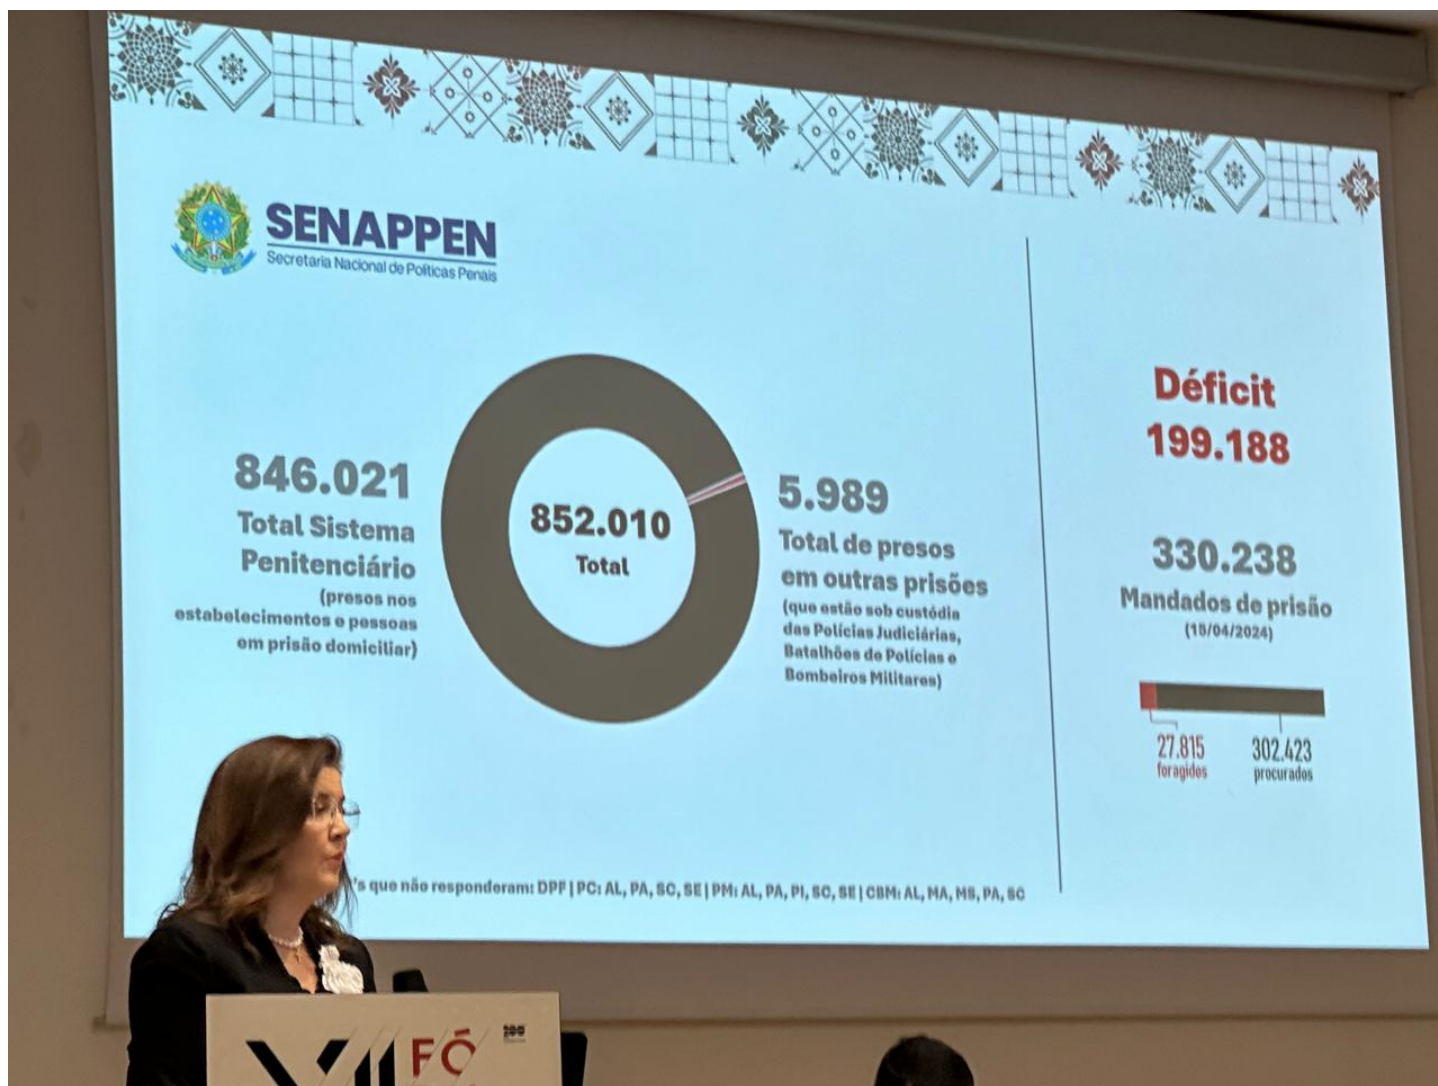 SENAPPEN
Secretaria Nacional de Políticas Penais
846.021
Total Sistema
Penitenciário
(presos nos
estabelecimentos e pessoas
em prisão domiciliar)
852.010
Total
5.989
Total de presos
em outras prisões
(que estão sob custódia
das Polícias Judiciárias,
Batalhões de Polícias e
Bombeiros Militares)
Déficit
199.188
330.238
Mandados de prisão
(15/04/2024)
27.815
foragidos
302.423
procurados
's que não responderam: DPF | PC: AL, PA, SC, SE | PM: AL, PA, PI, SC, SE | CBM: AL, MA, MS, PA, SC
XII FÓ